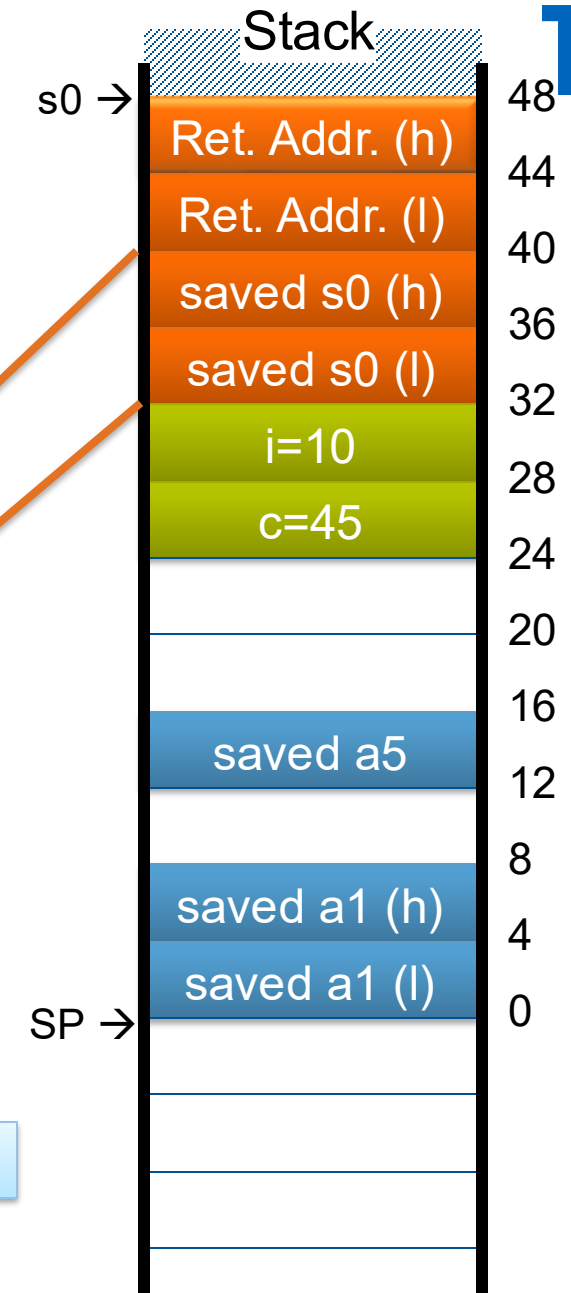 Stack
s0 → 48
Ret. Addr. (h)
44
Ret. Addr. (l)
40
saved s0 (h)
36
saved s0 (l)
32
i=10
28
c=45
24
20
16
saved a5
12
8
saved a1 (h)
4
saved a1 (l)
SP → 0